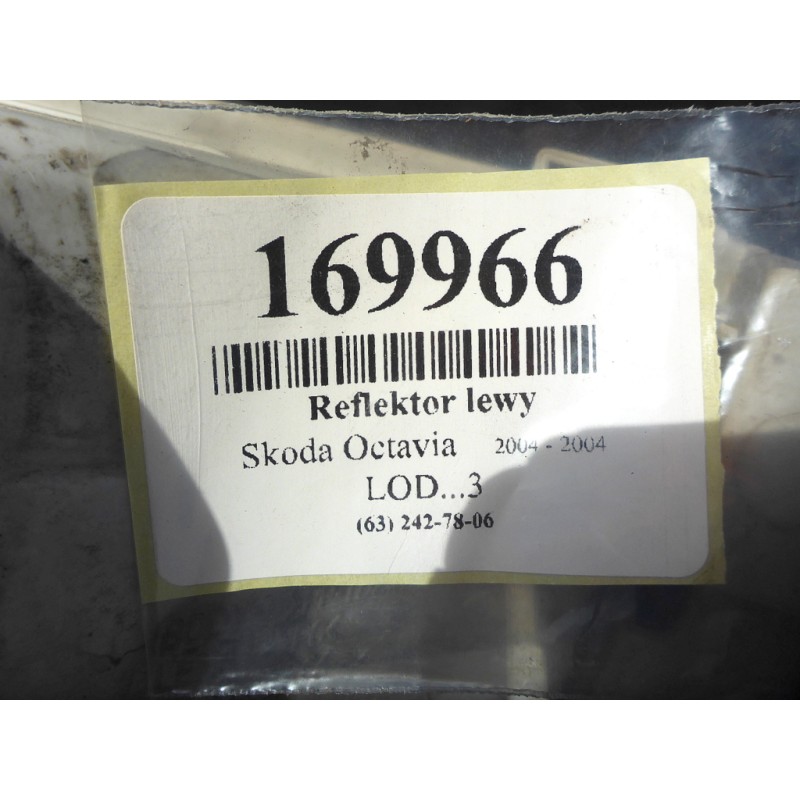 169966
Reflektor lewy
Skoda Octavia 2004 - 2004
LOD...3
(63) 242-78-06